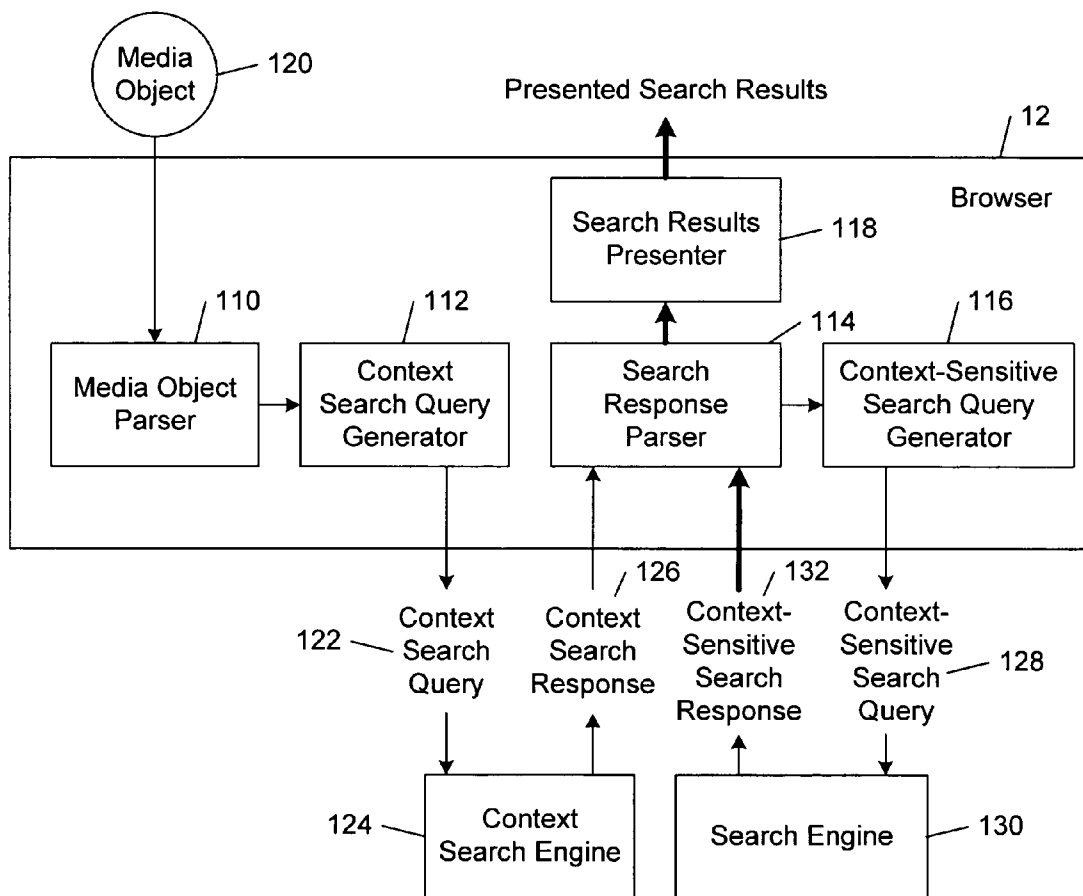 Media
Object
120
Presented Search Results
12
Browser
Search Results
Presenter
118
110
Media Object
Parser
112
Context
Search Query
Generator
114
Search
Response
Parser
116
Context-Sensitive
Search Query
Generator
122
Context
Search
Query
126
Context
Search
Response
132
Context-
Sensitive
Search
Response
Context-
Sensitive
Search
Query
128
124
Context
Search Engine
Search Engine
130